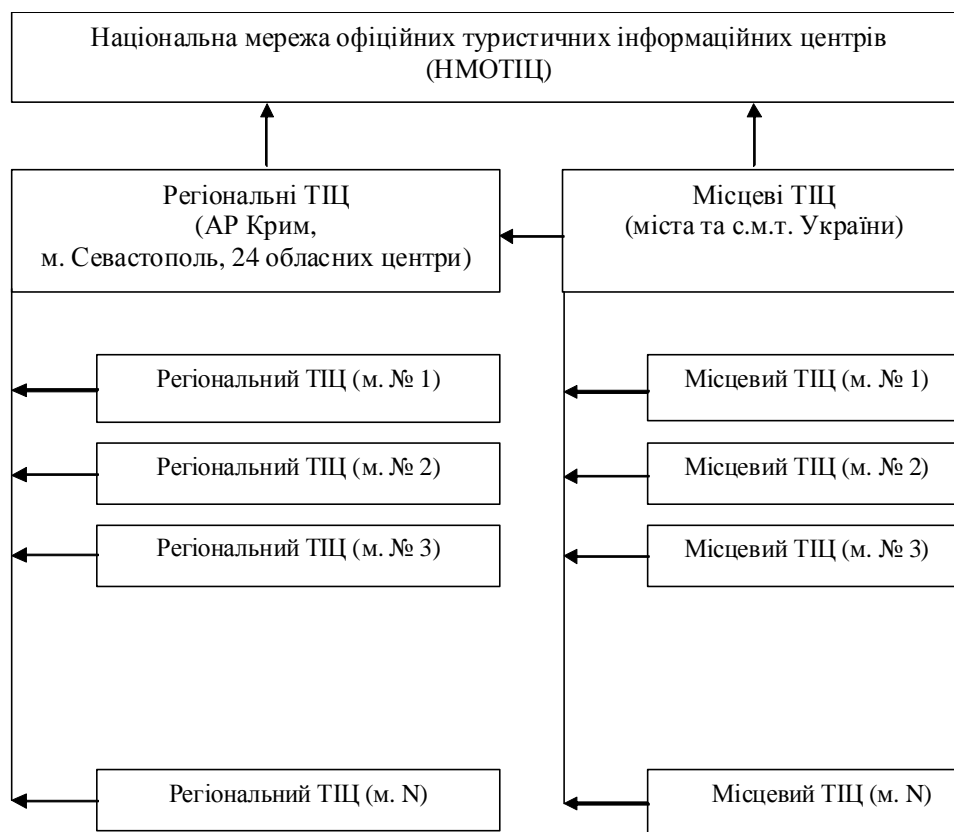 Національна мережа офіційних туристичних інформаційних центрів
(НМОТІЦ)
Регіональні ТІЦ
(АР Крим,
м. Севастополь, 24 обласних центри)
Місцеві ТІЦ
(міста та с.м.т. України)
Регіональний ТІЦ (м. № 1)
Регіональний ТІЦ (м. № 2)
Регіональний ТІЦ (м. № 3)
Регіональний ТІЦ (м. N)
Місцевий ТІЦ (м. № 1)
Місцевий ТІЦ (м. № 2)
Місцевий ТІЦ (м. № 3)
Місцевий ТІЦ (м. N)